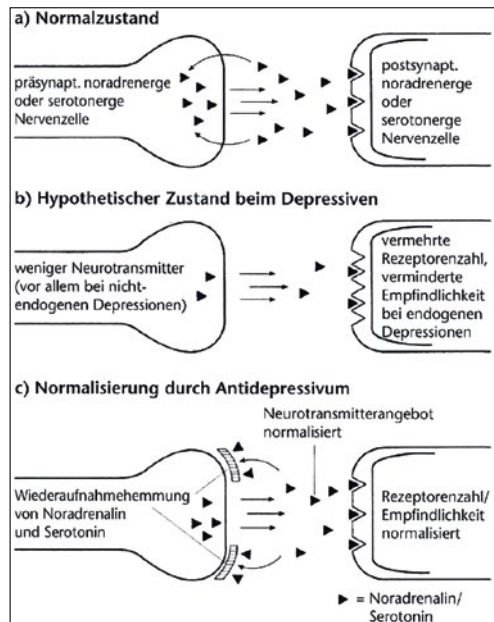 a) Normalzustand
präsynapt. noradrenerge
oder serotonerge
Nervenzelle
postsynapt.
noradrenerge
oder
serotonerge
Nervenzelle
b) Hypothetischer Zustand beim Depressiven
weniger Neurotransmitter
(vor allem bei nicht-
endogenen Depressionen)
vermehrte
Rezeptorenzahl,
verminderte
Empfindlichkeit
bei endogenen
Depressionen
c) Normalisierung durch Antidepressivum
Neurotransmitterangebot
normalisiert
Wiederaufnahmehemmung
von Noradrenalin
und Serotonin
Rezeptorenzahl/
Empfindlichkeit
normalisiert
= Noradrenalin/
Serotonin